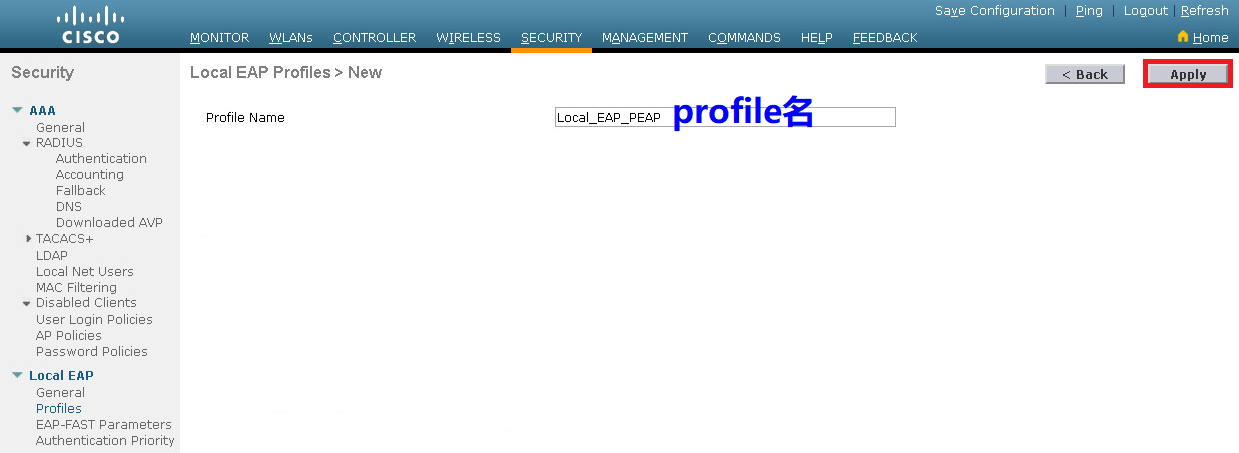 Save Configuration | Ping | Logout | Refresh
CISCO
MONITOR WLANs CONTROLLER WIRELESS SECURITY MANAGEMENT COMMANDS HELP FEEDBACK Home
Security
Local EAP Profiles > New
< Back
Apply
Profile Name
Local_EAP_PEAP
profile名
AAA
General
RADIUS
Authentication
Accounting
Fallback
DNS
Downloaded AVP
TACACS+
LDAP
Local Net Users
MAC Filtering
Disabled Clients
User Login Policies
AP Policies
Password Policies
Local EAP
General
Profiles
EAP-FAST Parameters
Authentication Priority